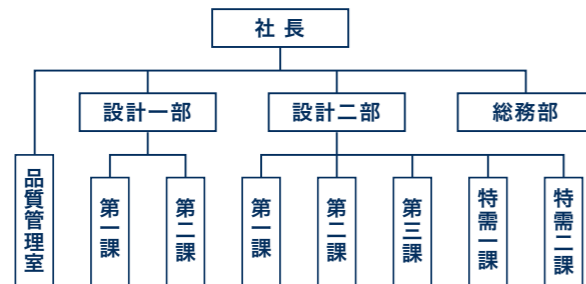 社長
設計一部
設計二部
総務部
品質管理室
第一課
第二課
第一課
第二課
第三課
特需一課
特需二課